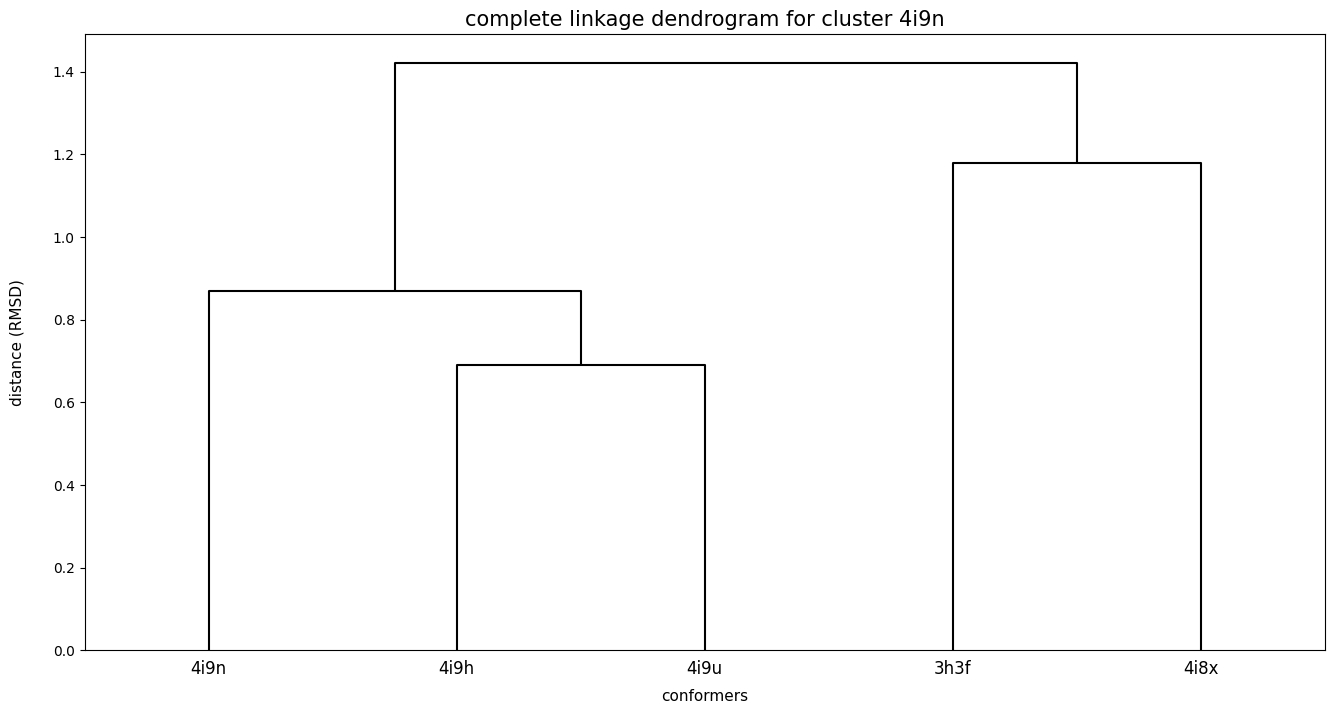 complete linkage dendrogram for cluster 4i9n
1.4
1.2
1.0
0.8
0.6
0.4
0.2
0.0
distance (RMSD)
4i9n 4i9h 4i9u 3h3f 4i8x
conformers